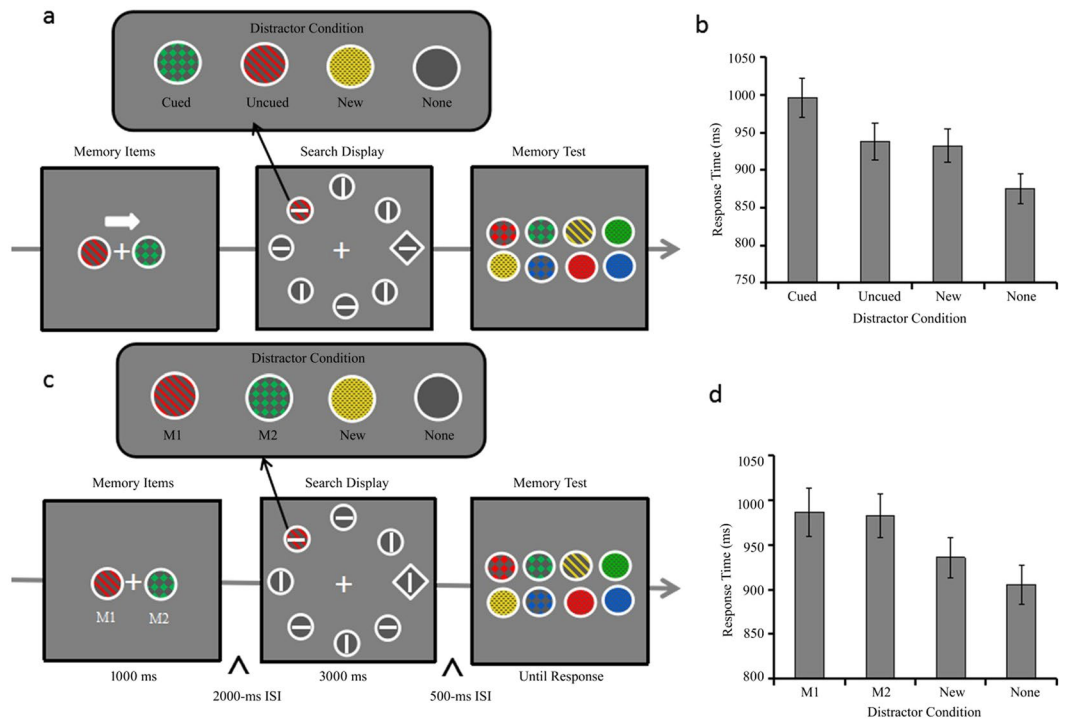 a
Distractor Condition
Cued Uncued New None
Memory Items Search Display Memory Test
b
1050
1000
950
900
850
800
750
Response Time (ms)
Cued Uncued New None
Distractor Condition
c
Distractor Condition
M1 M2 New None
Memory Items Search Display Memory Test
M1 M2
1000 ms 3000 ms Until Response
2000-ms ISI 500-ms ISI
d
1050
1000
950
900
850
800
Response Time (ms)
M1 M2 New None
Distractor Condition